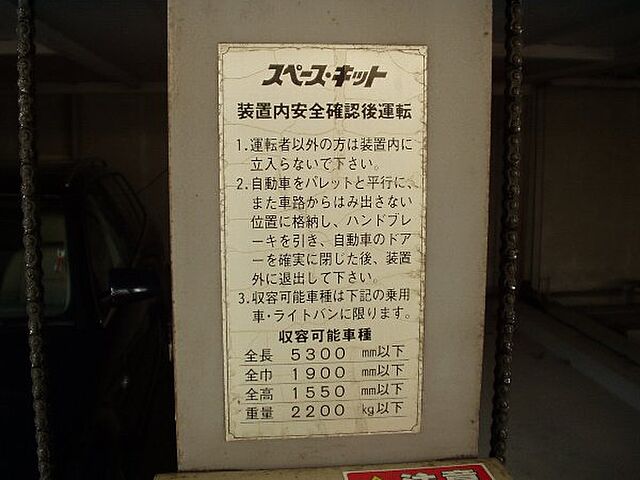 スペース・キット
装置内安全確認後運転
1.運転者以外の方は装置内に
立入らないで下さい。
2.自動車をパレットと平行に、
また車路からはみ出さない
位置に格納し、ハンドブレ
ーキを引き、自動車のドア
ーを確実に閉じた後、装置
外に退出して下さい。
3.収容可能車種は下記の乗用
車・ライトバンに限ります。
収容可能車種
全長 5300 mm以下
全巾 1900 mm以下
全高 1550 mm以下
重量 2200 kg以下
注意